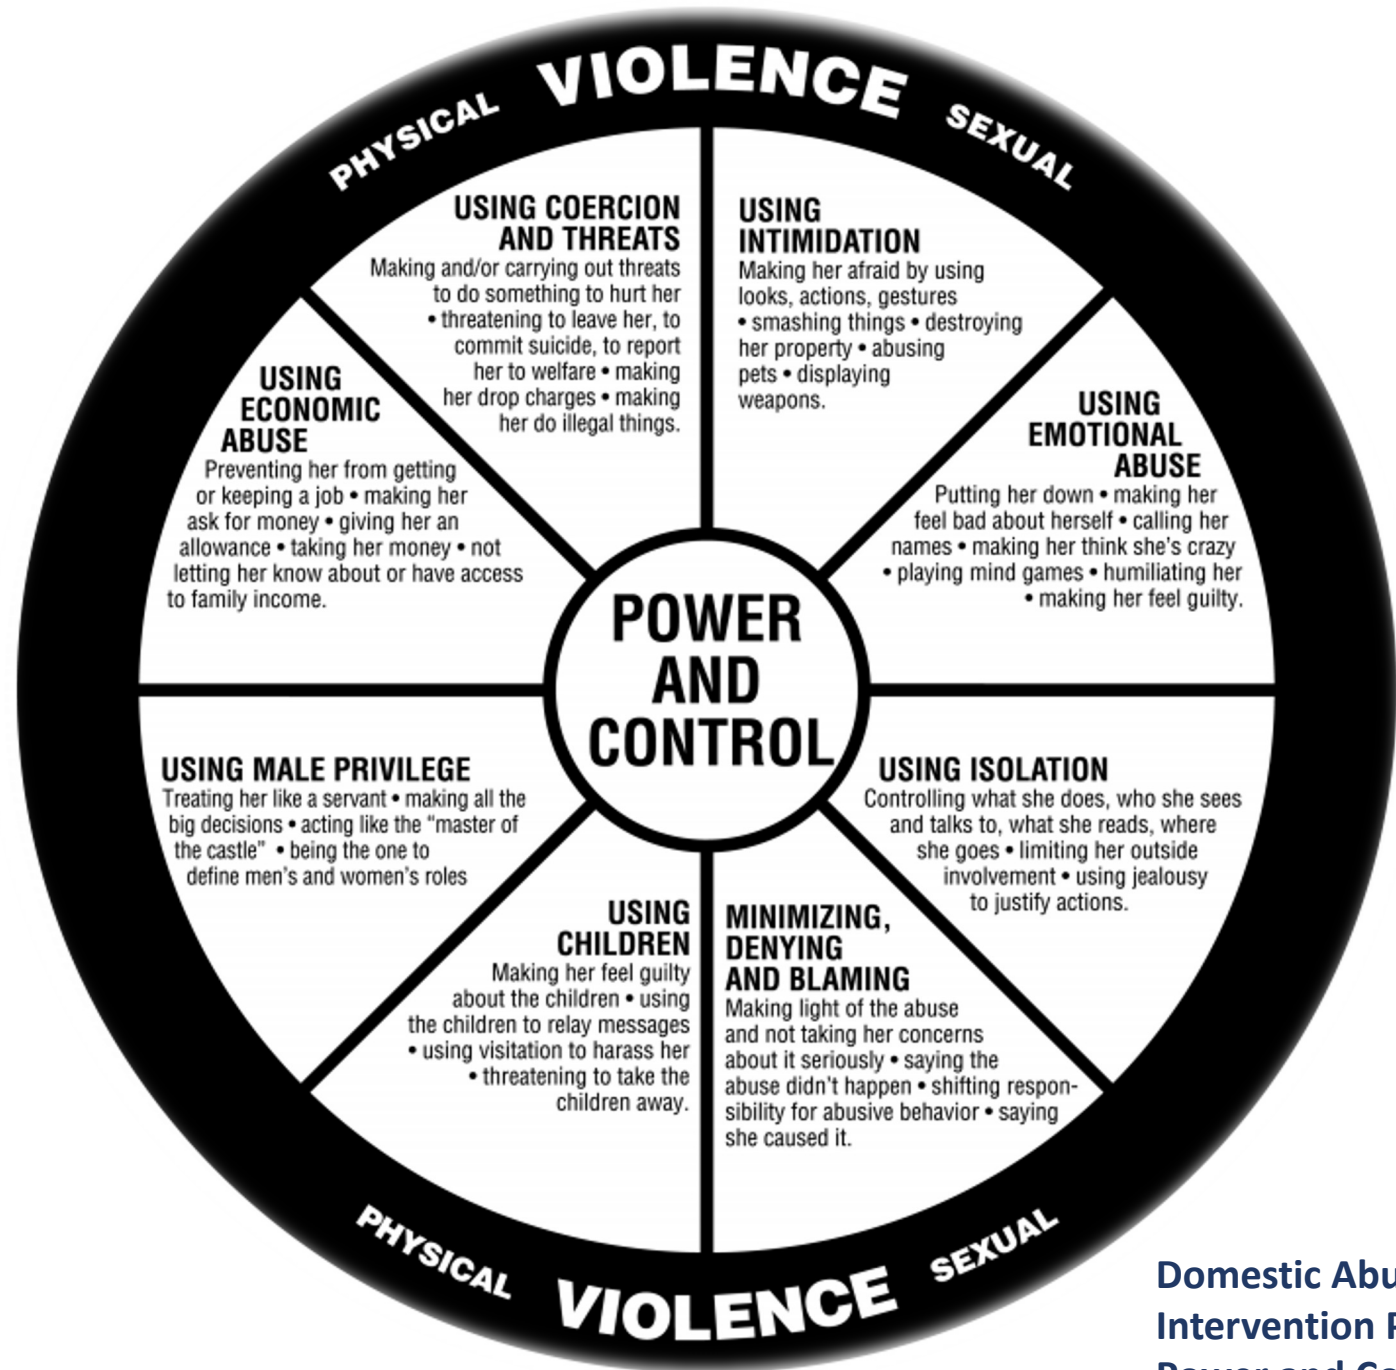 PHYSICAL VIOLENCE SEXUAL
USING COERCION
AND THREATS
Making and/or carrying out threats
to do something to hurt her
• threatening to leave her, to
commit suicide, to report
her to welfare • making
her drop charges • making
her do illegal things.
USING
INTIMIDATION
Making her afraid by using
looks, actions, gestures
• smashing things • destroying
her property • abusing
pets • displaying
weapons.
USING
ECONOMIC
ABUSE
Preventing her from getting
or keeping a job • making her
ask for money • giving her an
allowance • taking her money • not
letting her know about or have access
to family income.
USING
EMOTIONAL
ABUSE
Putting her down • making her
feel bad about herself • calling her
names • making her think she's crazy
• playing mind games • humiliating her
• making her feel guilty.
POWER
AND
CONTROL
USING MALE PRIVILEGE
Treating her like a servant • making all the
big decisions • acting like the “master of
the castle” • being the one to
define men's and women's roles
USING ISOLATION
Controlling what she does, who she sees
and talks to, what she reads, where
she goes • limiting her outside
involvement • using jealousy
to justify actions.
USING
CHILDREN
Making her feel guilty
about the children • using
the children to relay messages
• using visitation to harass her
• threatening to take the
children away.
MINIMIZING,
DENYING
AND BLAMING
Making light of the abuse
and not taking her concerns
about it seriously • saying the
abuse didn't happen • shifting respon-
sibility for abusive behavior • saying
she caused it.
PHYSICAL VIOLENCE SEXUAL
Domestic Abu
Intervention
Power and